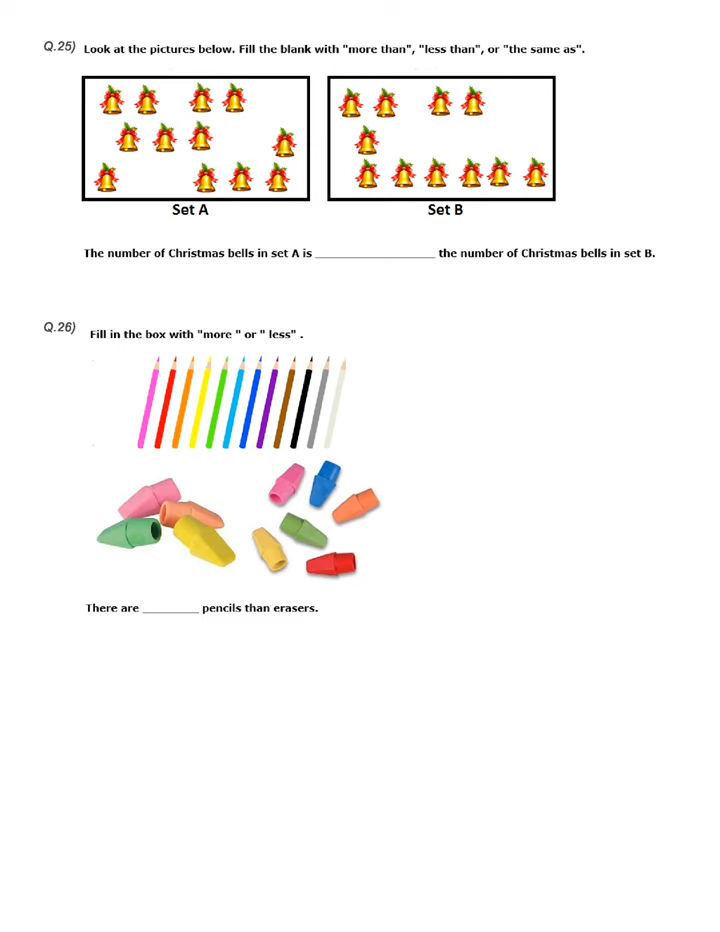 Q.25) Look at the pictures below. Fill the blank with "more than", "less than", or "the same as".
Set A
Set B
The number of Christmas bells in set A is ____________________ the number of Christmas bells in set B.
Q.26) Fill in the box with "more " or " less" .
There are _________ pencils than erasers.